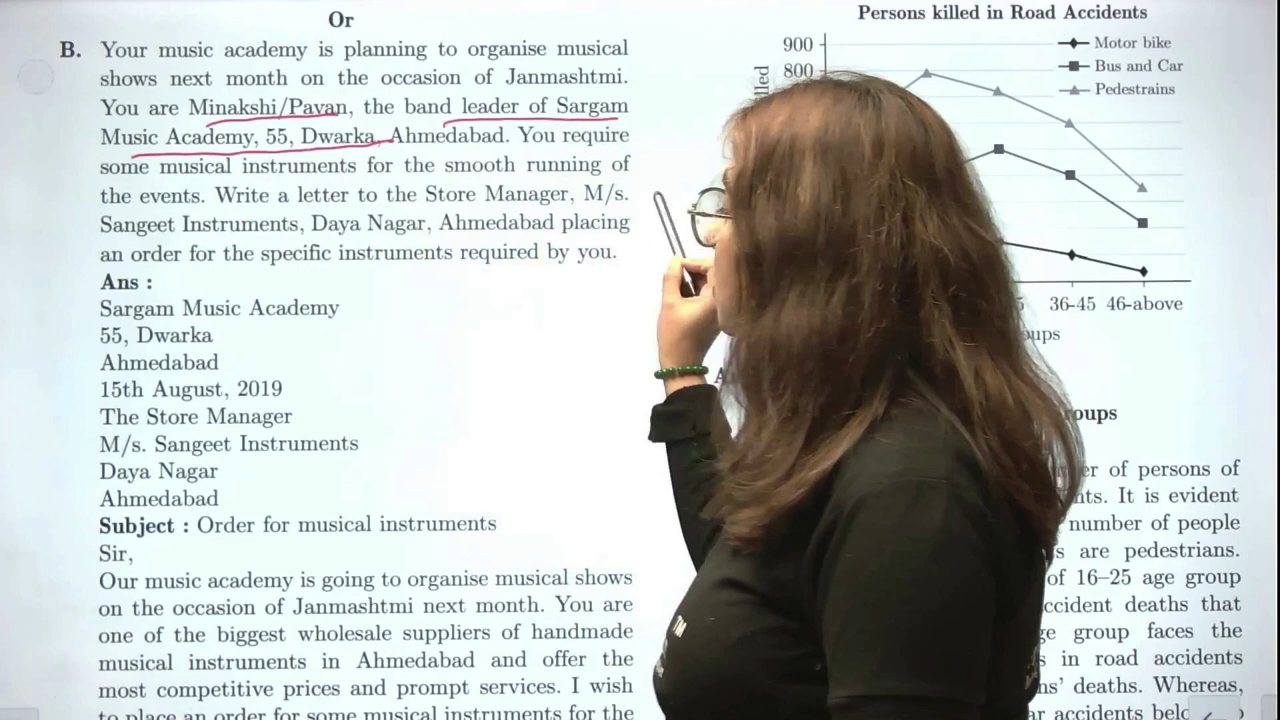 Or
B. Your music academy is planning to organise musical
shows next month on the occasion of Janmashtmi.
You are Minakshi/Pavan, the band leader of Sargam
Music Academy, 55, Dwarka, Ahmedabad. You require
some musical instruments for the smooth running of
the events. Write a letter to the Store Manager, M/s.
Sangeet Instruments, Daya Nagar, Ahmedabad placing
an order for the specific instruments required by you.
Ans :
Sargam Music Academy
55, Dwarka
Ahmedabad
15th August, 2019
The Store Manager
M/s. Sangeet Instruments
Daya Nagar
Ahmedabad
Subject : Order for musical instruments
Sir,
Our music academy is going to organise musical shows
on the occasion of Janmashtmi next month. You are
one of the biggest wholesale suppliers of handmade
musical instruments in Ahmedabad and offer the
most competitive prices and prompt services. I wish
to place an order for some musical instruments for the
Persons killed in Road Accidents
900
800
Motor bike
Bus and Car
Pedestrains
36-45 46-above
of persons of
It is evident
number of people
are pedestrians.
of 16–25 age group
deaths that
group faces the
in road accidents
deaths. Whereas,
accidents
TM